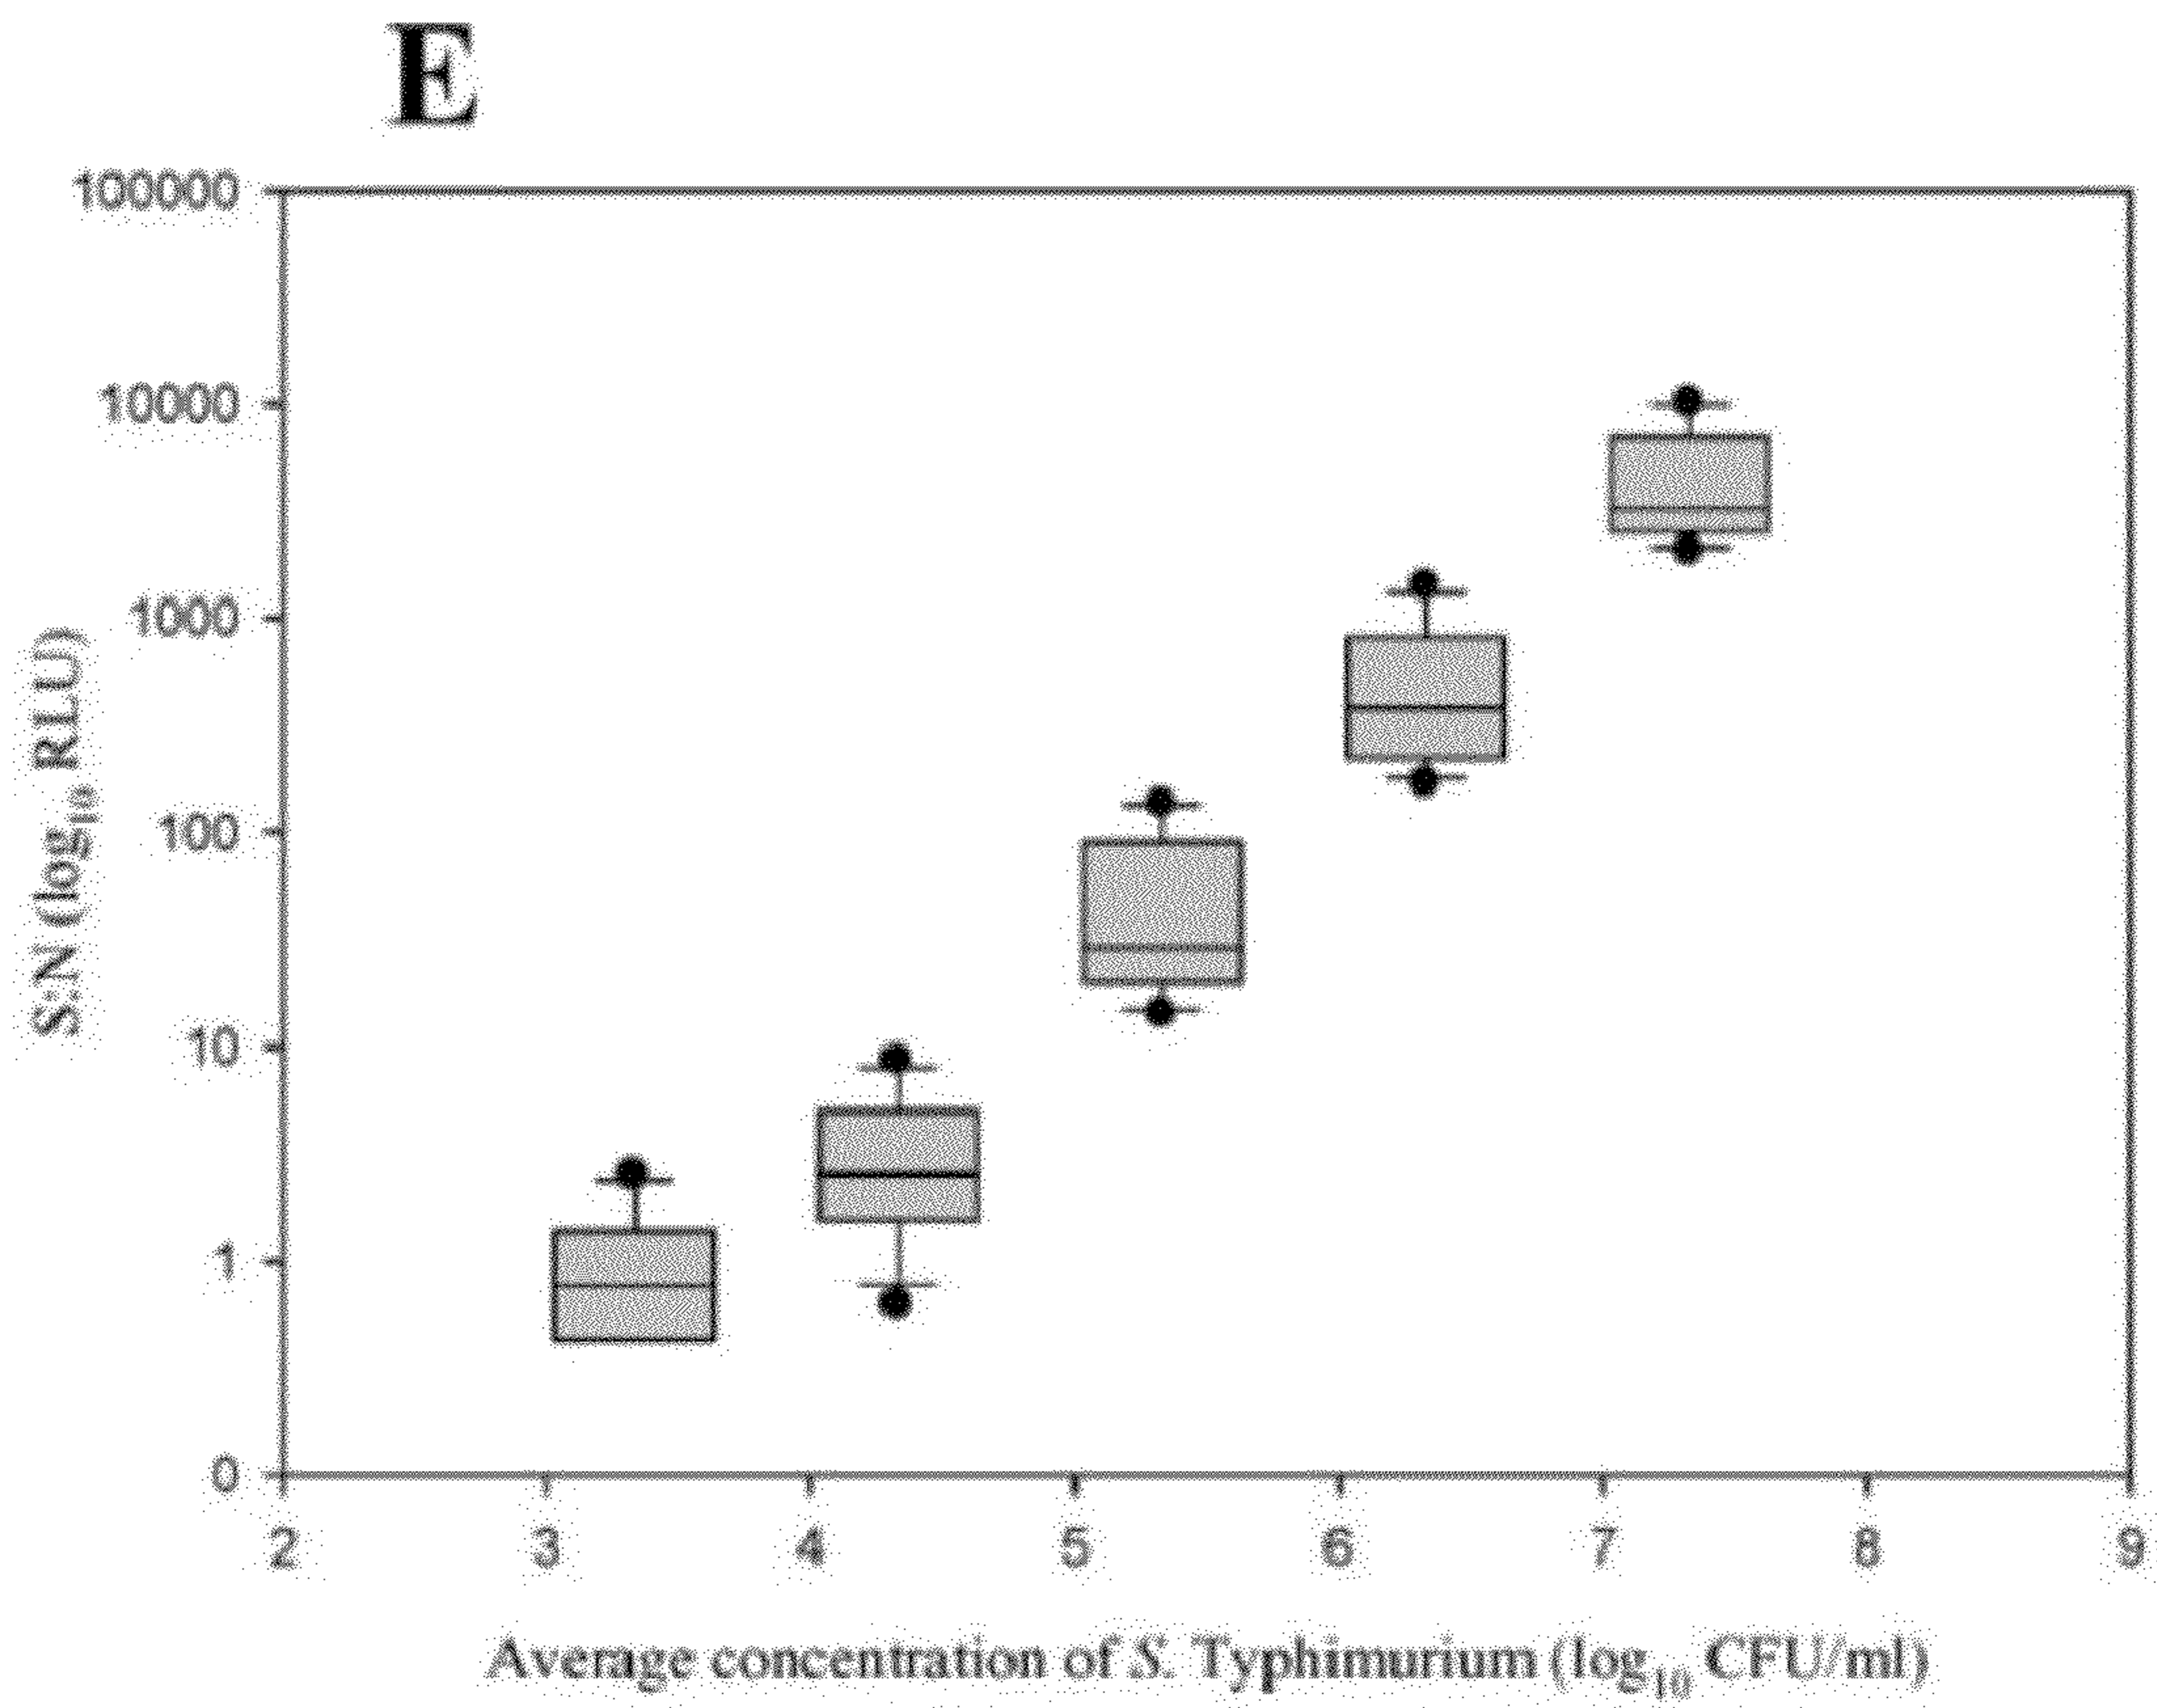 E
100000
10000
1000
100
10
1
0
S:N (log10 RLU)
2 3 4 5 6 7 8 9
Average concentration of S. Typhimurium (log10 CFU/ml)